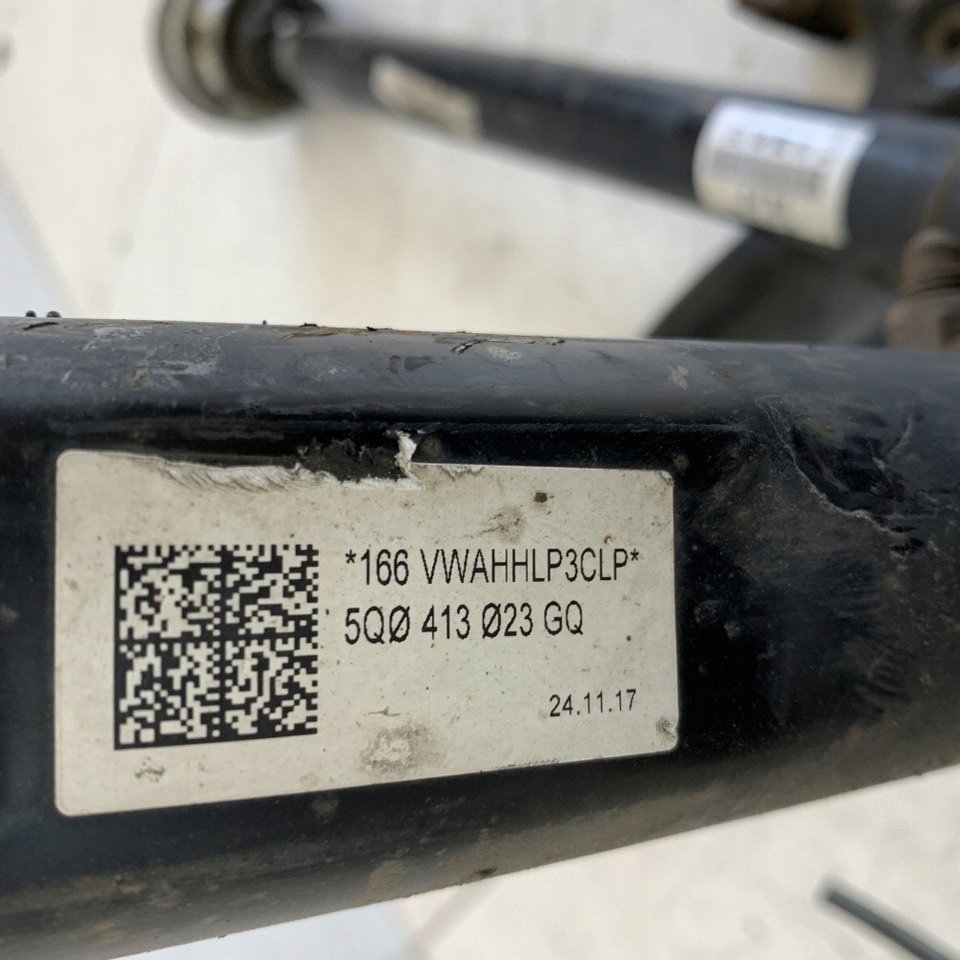 *166 VWAHHLP3CLP*
5QØ 413 Ø23 GQ
24.11.17